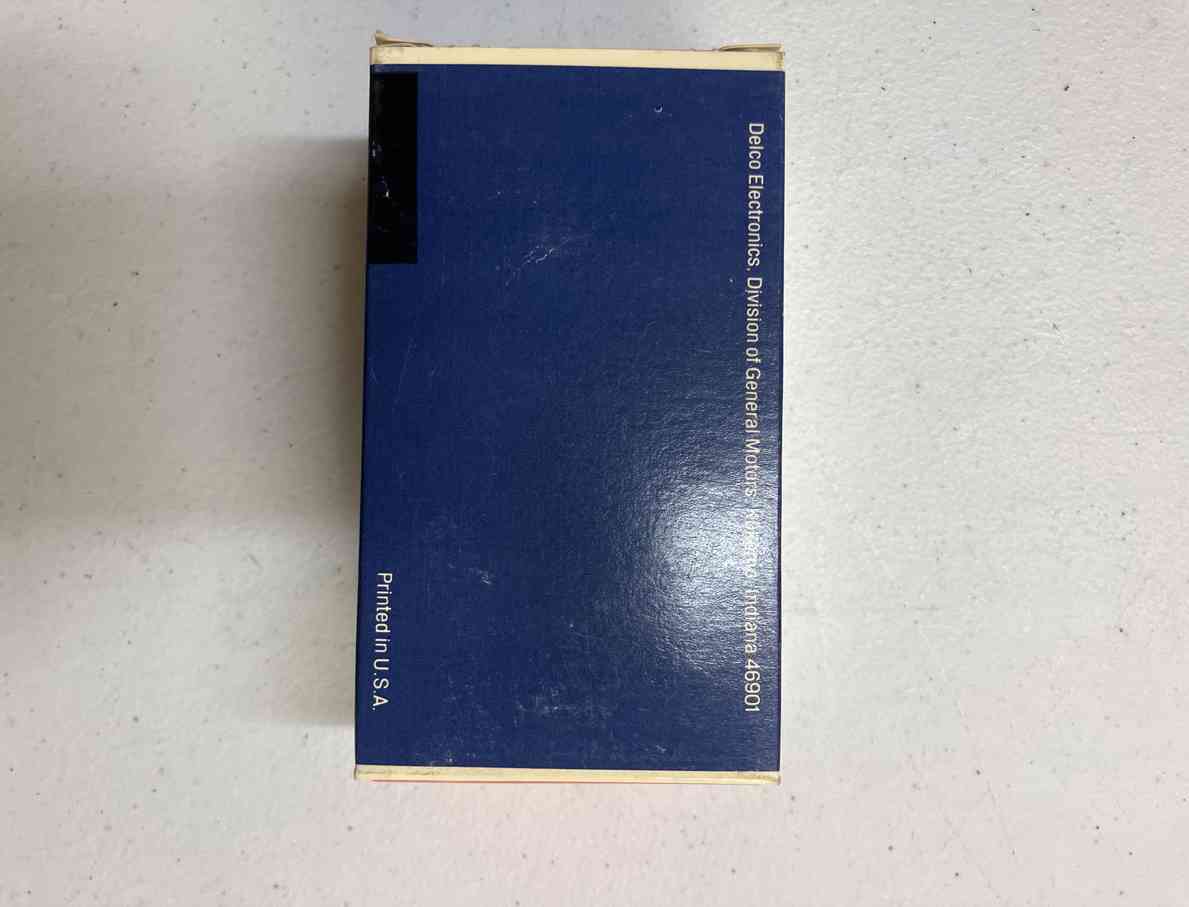 Delco Electronics, Division of General Motors, Kokomo, Indiana 46901
Printed in U.S.A.